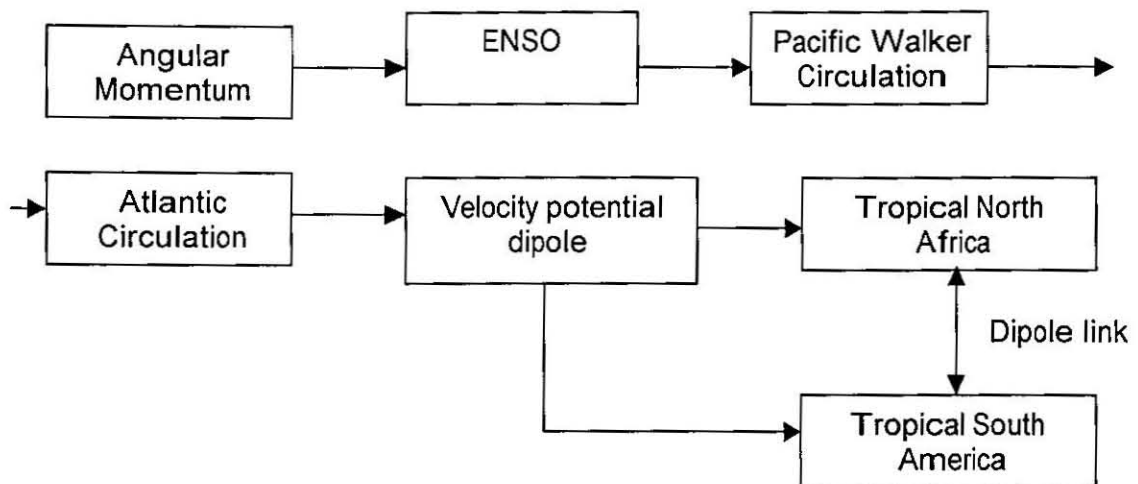 Angular
Momentum
ENSO
Pacific Walker
Circulation
Atlantic
Circulation
Velocity potential
dipole
Tropical North
Africa
Dipole link
Tropical South
America